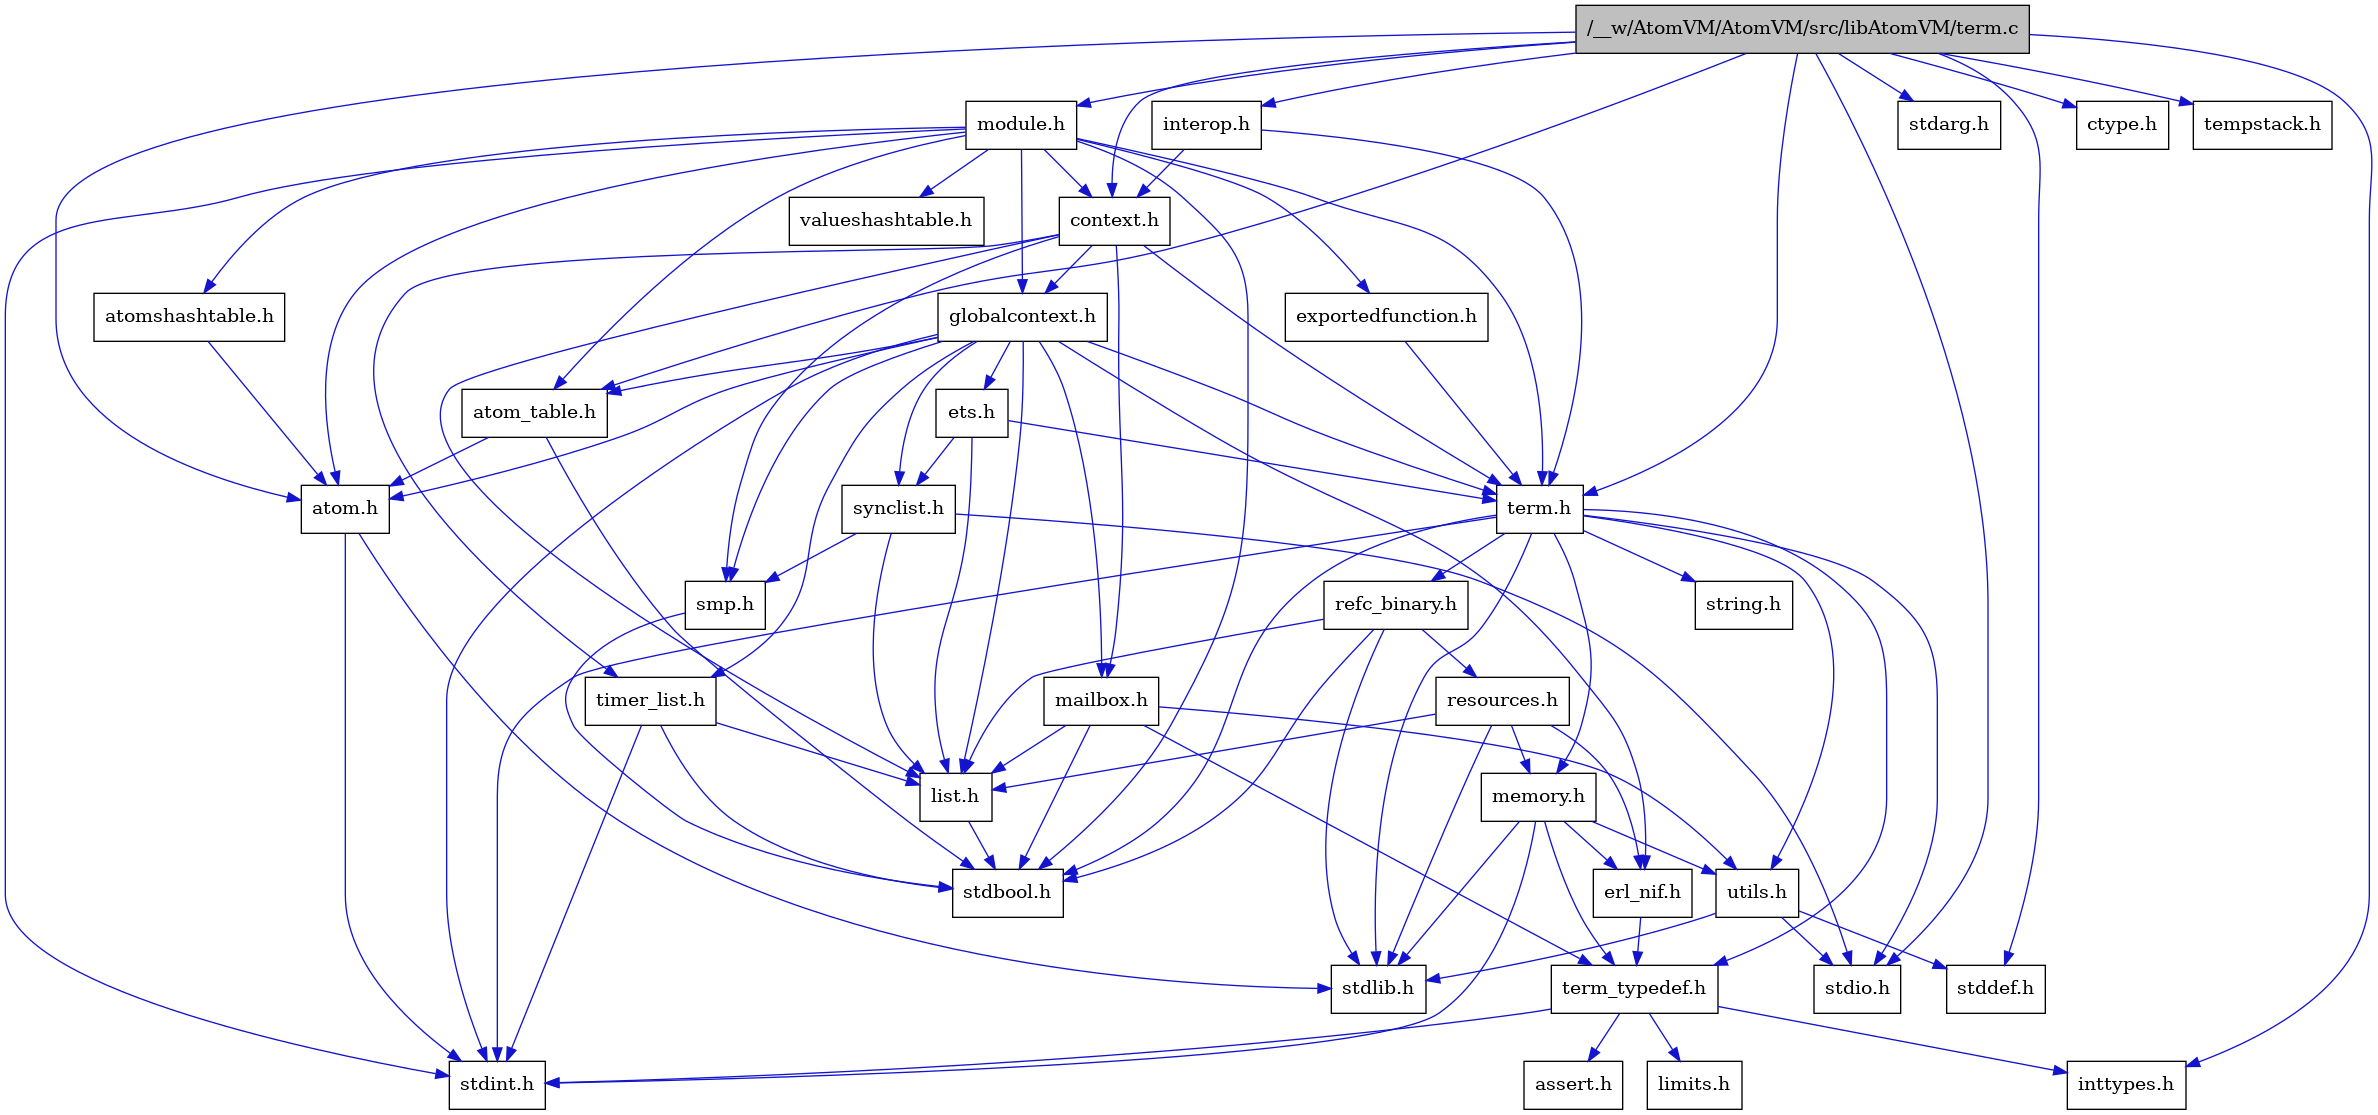 /__w/AtomVM/AtomVM/src/libAtomVM/term.c
module.h
interop.h
stdarg.h
ctype.h
tempstack.h
valueshashtable.h
context.h
atomshashtable.h
globalcontext.h
exportedfunction.h
atom_table.h
ets.h
atom.h
synclist.h
term.h
smp.h
refc_binary.h
string.h
timer_list.h
mailbox.h
resources.h
list.h
memory.h
stdbool.h
erl_nif.h
utils.h
stdlib.h
term_typedef.h
stdio.h
stddef.h
stdint.h
assert.h
limits.h
inttypes.h